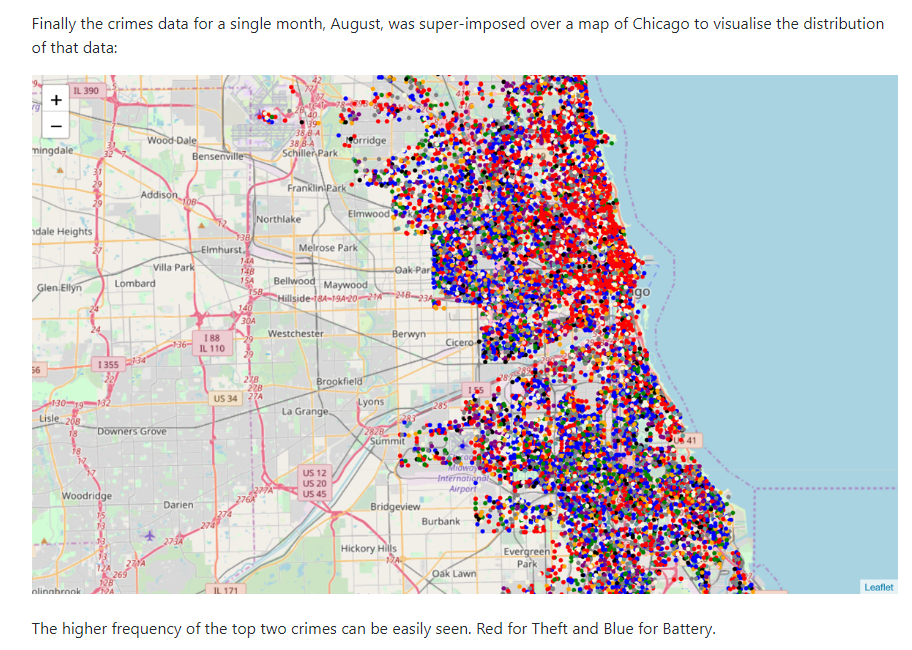 Finally the crimes data for a single month, August, was super-imposed over a map of Chicago to visualise the distribution
of that data:
IL 390
+
−
Wood Dale
Bensenville
Schiller Park
Norridge
mingdale
Addison
Franklin Park
Northlake
Elmwood
ndale Heights
Elmhurst
Melrose Park
Villa Park
Oak Par
Glen Ellyn
Lombard
Bellwood
Maywood
Hillside
go
I 88
IL 110
Westchester
Berwyn
Cicero
I 355
56
Brookfield
I 55
US 34
La Grange
Lyons
Lisle
Downers Grove
Summit
US 41
US 12
US 20
US 45
Midway
International
Airport
Woodridge
Darien
Bridgeview
Burbank
Hickory Hills
Evergreen
Park
Oak Lawn
olingbrook
IL 171
Leaflet
The higher frequency of the top two crimes can be easily seen. Red for Theft and Blue for Battery.